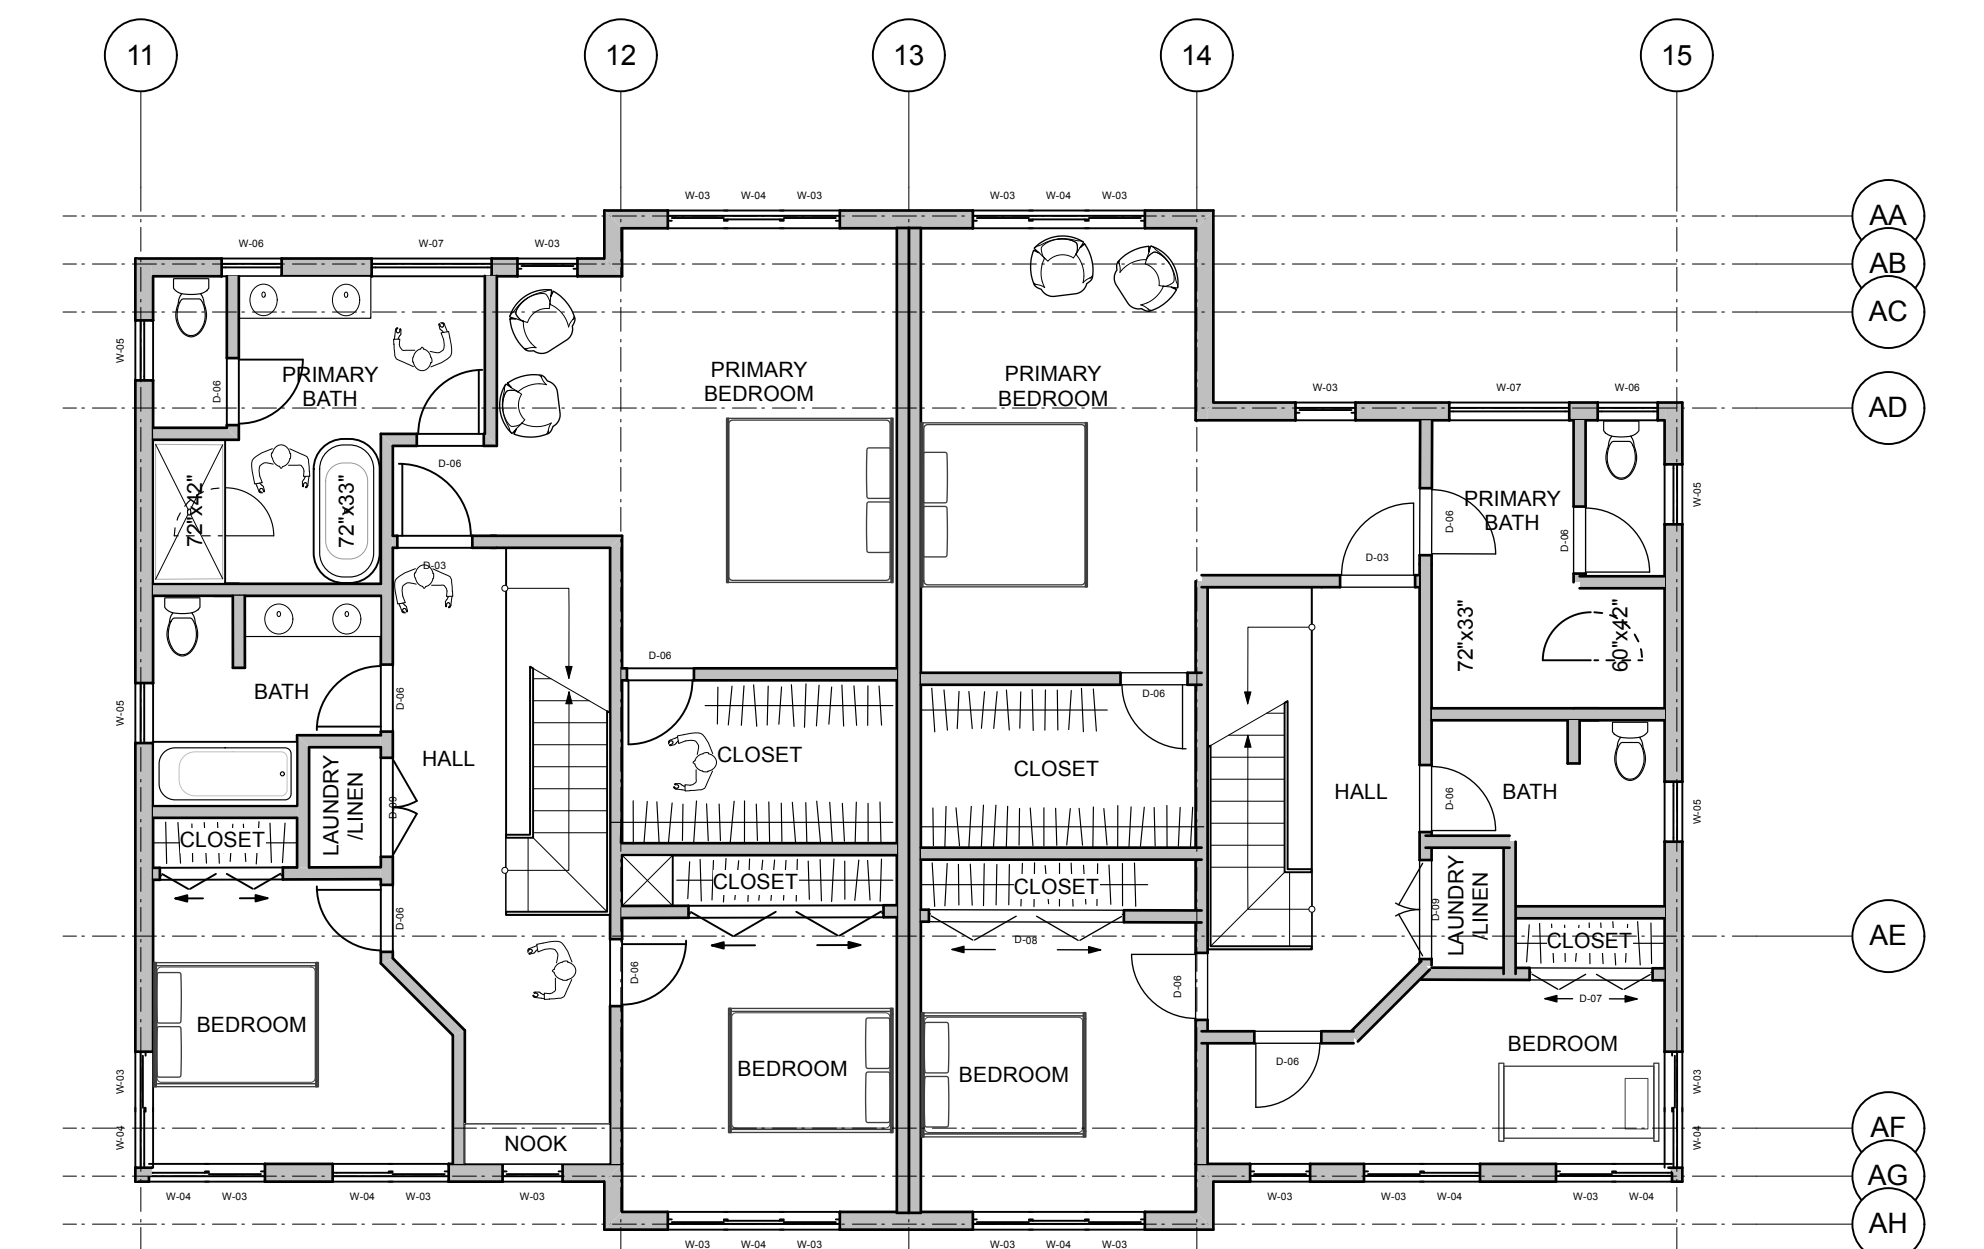 11
12
13
14
15
W-03 W-04 W-03
W-03 W-04 W-03
AA
W-06
W-07
W-03
AB
AC
W-05
D-06
PRIMARY
BATH
PRIMARY
BEDROOM
PRIMARY
BEDROOM
W-03
W-07
W-06
AD
D-06
72"x42"
72"x33"
D-03
PRIMARY
BATH
D-06
D-06
D-03
W-05
72"x33"
60"x42"
D-06
D-06
BATH
D-06
W-05
HALL
CLOSET
CLOSET
HALL
D-06
BATH
W-05
LAUNDRY
/LINEN
D-09
CLOSET
CLOSET
CLOSET
LAUNDRY
/LINEN
D-09
D-06
D-08
CLOSET
AE
D-06
D-06
D-07
BEDROOM
BEDROOM
BEDROOM
BEDROOM
BEDROOM
D-06
W-03
W-03
W-04
W-04
AF
NOOK
AG
W-04 W-03
W-04 W-03
W-03
W-03
W-03 W-04
W-03 W-04
AH
W-03 W-04 W-03
W-03 W-04 W-03